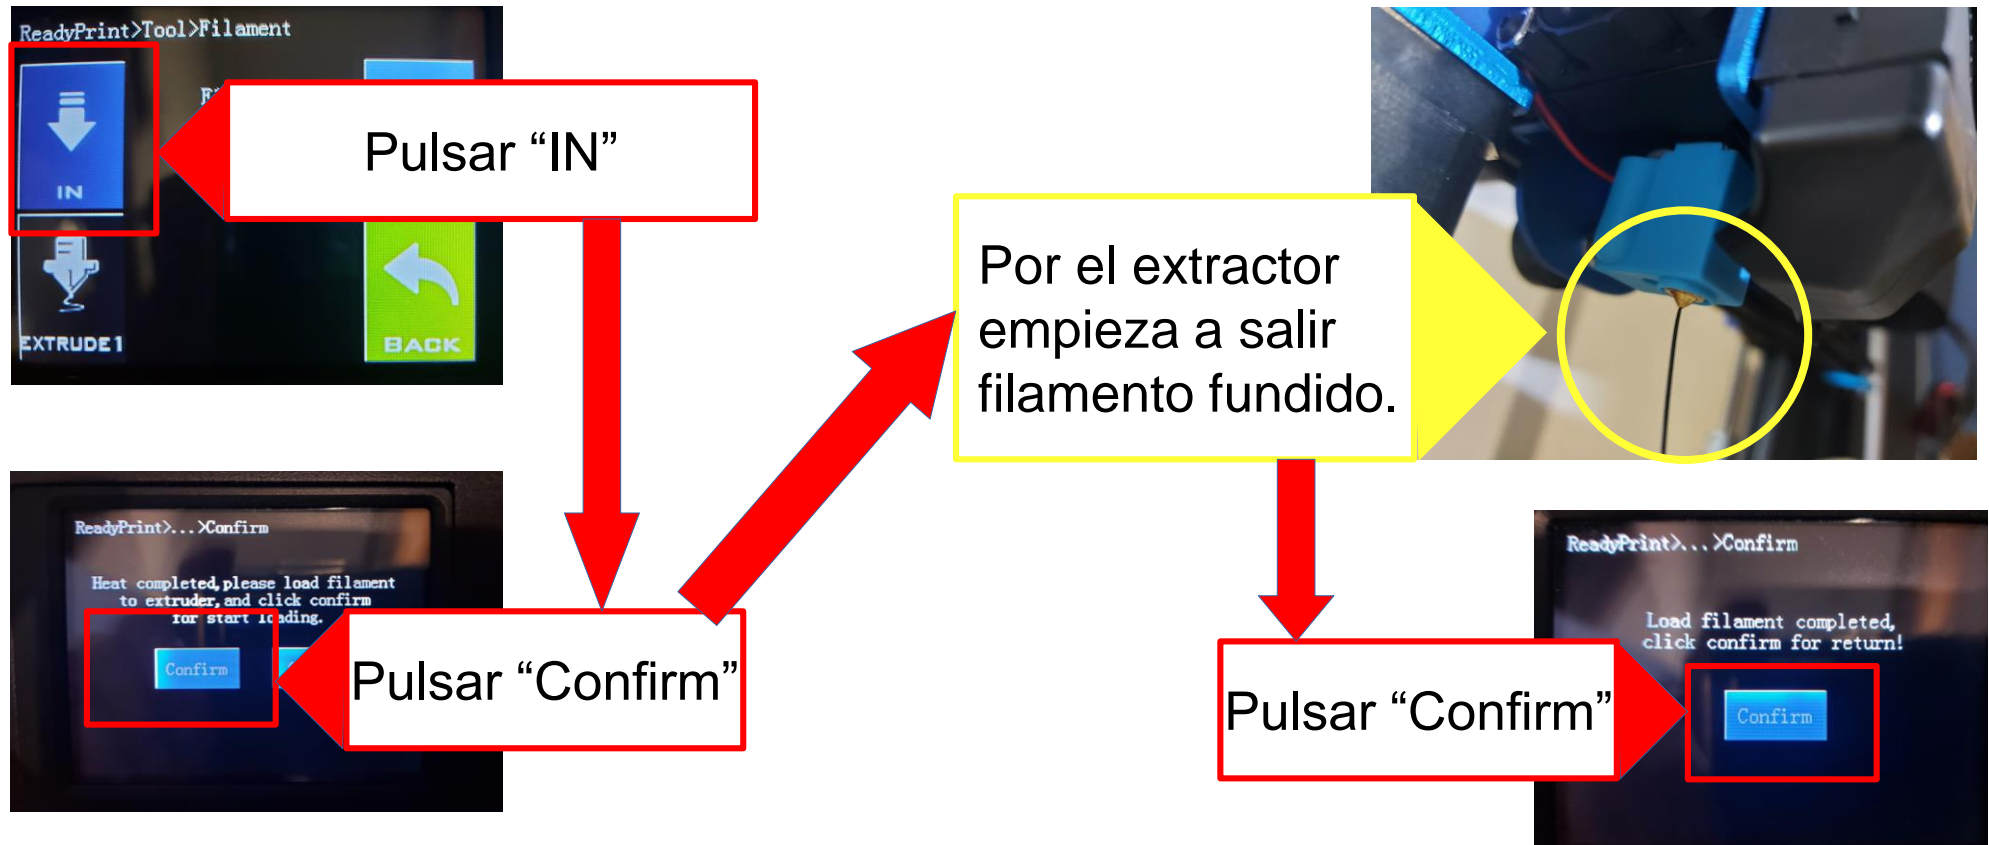 ReadyPrint>Tool>Filament
IN
EXTRUDE1
BACK
Pulsar “IN”
ReadyPrint>...>Confirm
Heat completed,please load filament
to extruder,and click confirm
for start loading.
Confirm
Pulsar “Confirm”
Por el extractor
empieza a salir
filamento fundido.
ReadyPrint>...>Confirm
Load filament completed,
click confirm for return!
Confirm
Pulsar “Confirm”